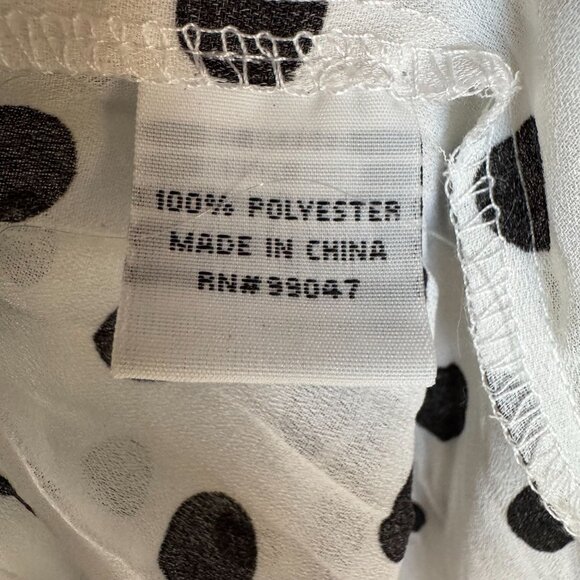 100% POLYESTER
MADE IN CHINA
RN#99047